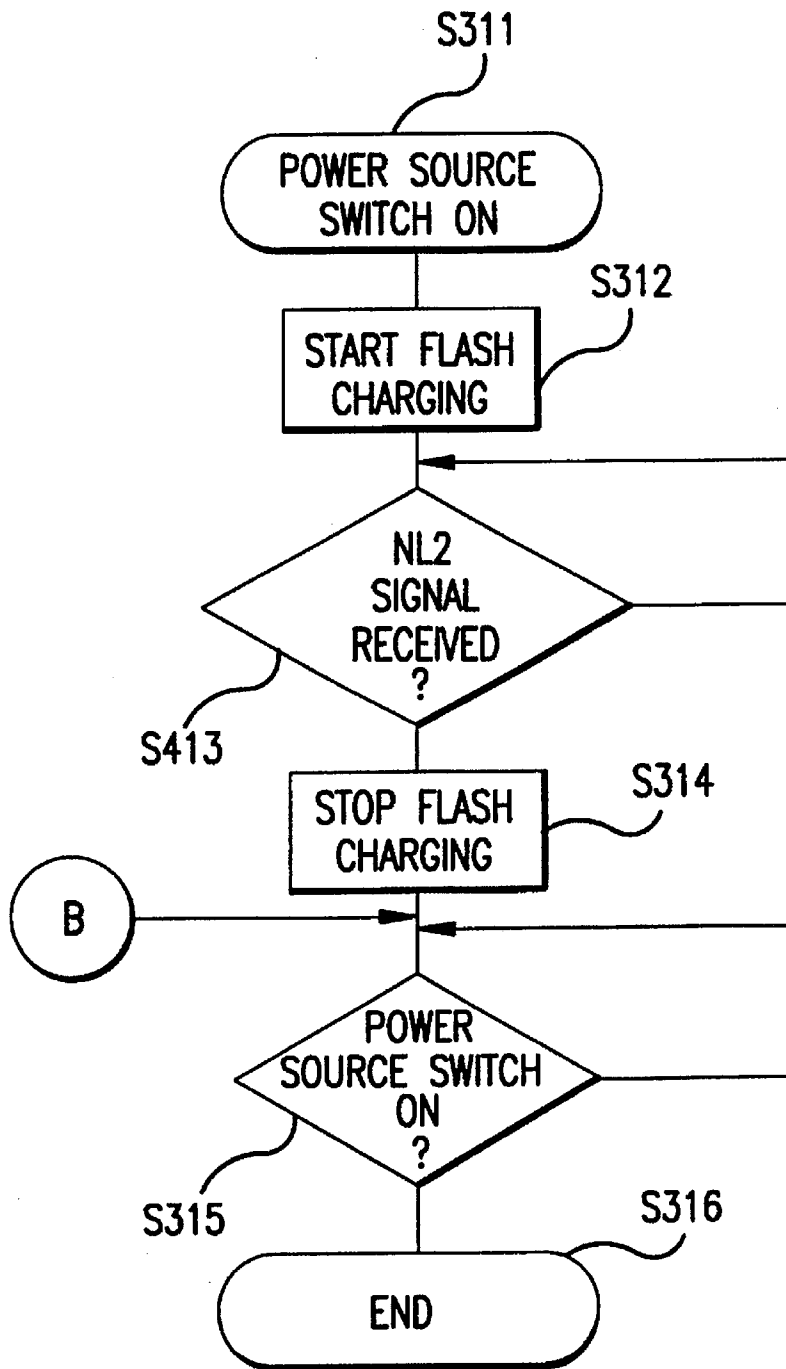 S311
POWER SOURCE
SWITCH ON
S312
START FLASH
CHARGING
NL2
SIGNAL
RECEIVED
?
S413
STOP FLASH
CHARGING
S314
B
POWER
SOURCE SWITCH
ON
?
S315
S316
END